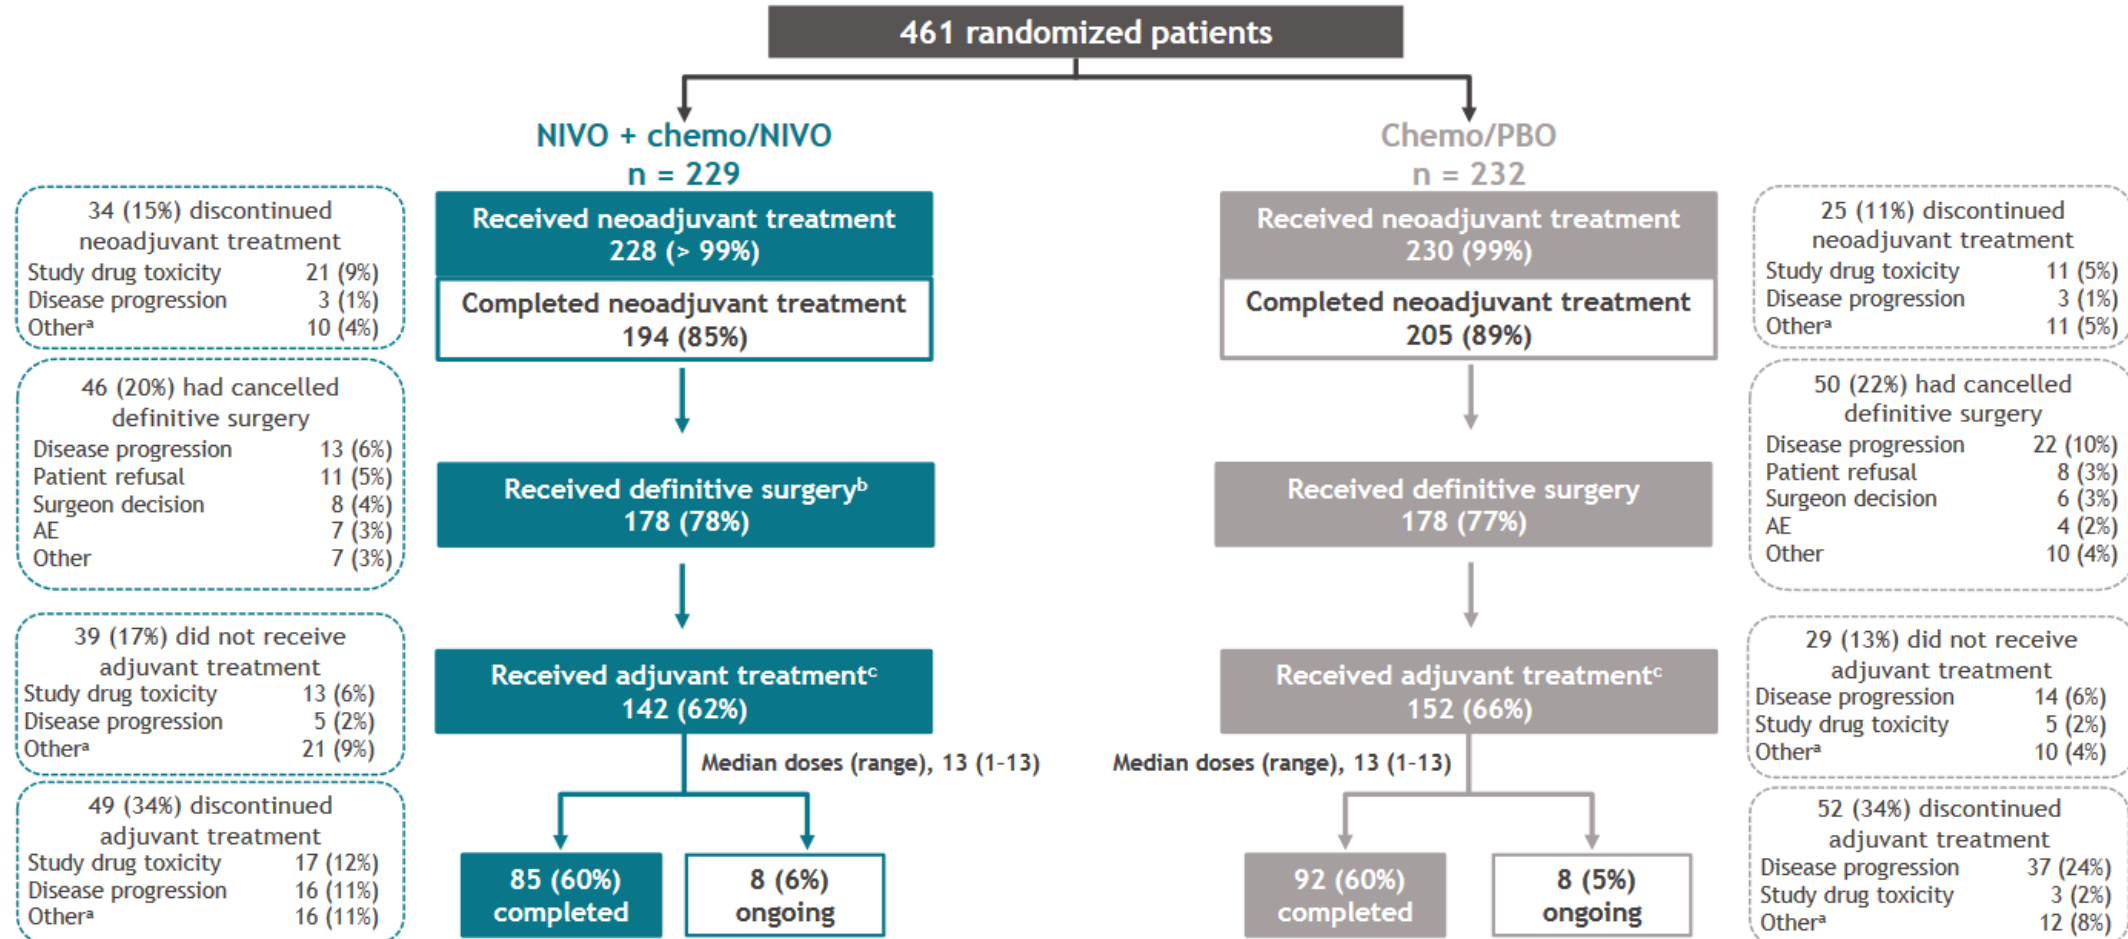 461 randomized patients
NIVO + chemo/NIVO
n = 229
Chemo/PBO
n = 232
34 (15%) discontinued
neoadjuvant treatment
Study drug toxicity 21 (9%)
Disease progression 3 (1%)
Otherᵃ 10 (4%)
Received neoadjuvant treatment
228 (> 99%)
Completed neoadjuvant treatment
194 (85%)
Received neoadjuvant treatment
230 (99%)
Completed neoadjuvant treatment
205 (89%)
25 (11%) discontinued
neoadjuvant treatment
Study drug toxicity 11 (5%)
Disease progression 3 (1%)
Otherᵃ 11 (5%)
46 (20%) had cancelled
definitive surgery
Disease progression 13 (6%)
Patient refusal 11 (5%)
Surgeon decision 8 (4%)
AE 7 (3%)
Other 7 (3%)
Received definitive surgeryᵇ
178 (78%)
Received definitive surgery
178 (77%)
50 (22%) had cancelled
definitive surgery
Disease progression 22 (10%)
Patient refusal 8 (3%)
Surgeon decision 6 (3%)
AE 4 (2%)
Other 10 (4%)
39 (17%) did not receive
adjuvant treatment
Study drug toxicity 13 (6%)
Disease progression 5 (2%)
Otherᵃ 21 (9%)
Received adjuvant treatmentᶜ
142 (62%)
Received adjuvant treatmentᶜ
152 (66%)
29 (13%) did not receive
adjuvant treatment
Disease progression 14 (6%)
Study drug toxicity 5 (2%)
Otherᵃ 10 (4%)
Median doses (range), 13 (1–13)
Median doses (range), 13 (1–13)
49 (34%) discontinued
adjuvant treatment
Study drug toxicity 17 (12%)
Disease progression 16 (11%)
Otherᵃ 16 (11%)
85 (60%)
completed
8 (6%)
ongoing
92 (60%)
completed
8 (5%)
ongoing
52 (34%) discontinued
adjuvant treatment
Disease progression 37 (24%)
Study drug toxicity 3 (2%)
Otherᵃ 12 (8%)